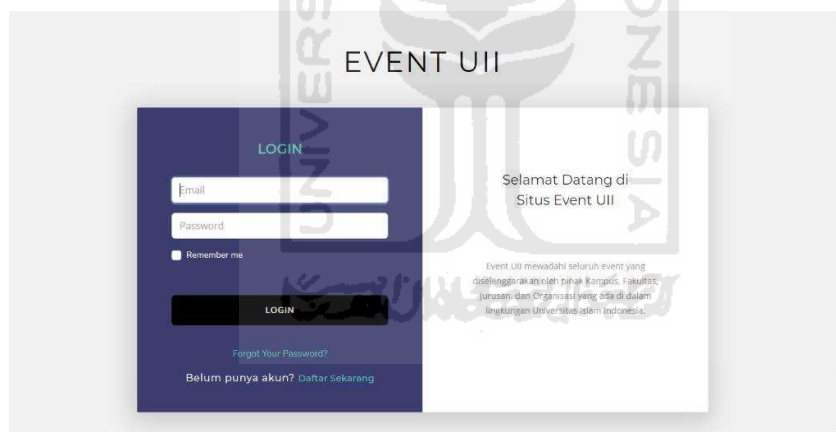 EVENT UII
LOGIN
Email
Password
Remember me
LOGIN
Forgot Your Password?
Belum punya akun? Daftar Sekarang
Selamat Datang di
Situs Event UII
Event UII mewadahi seluruh event yang
diselenggarakan oleh pihak Kampus, Fakultas,
Jurusan, dan Organisasi yang ada di dalam
lingkungan Universitas Islam Indonesia.